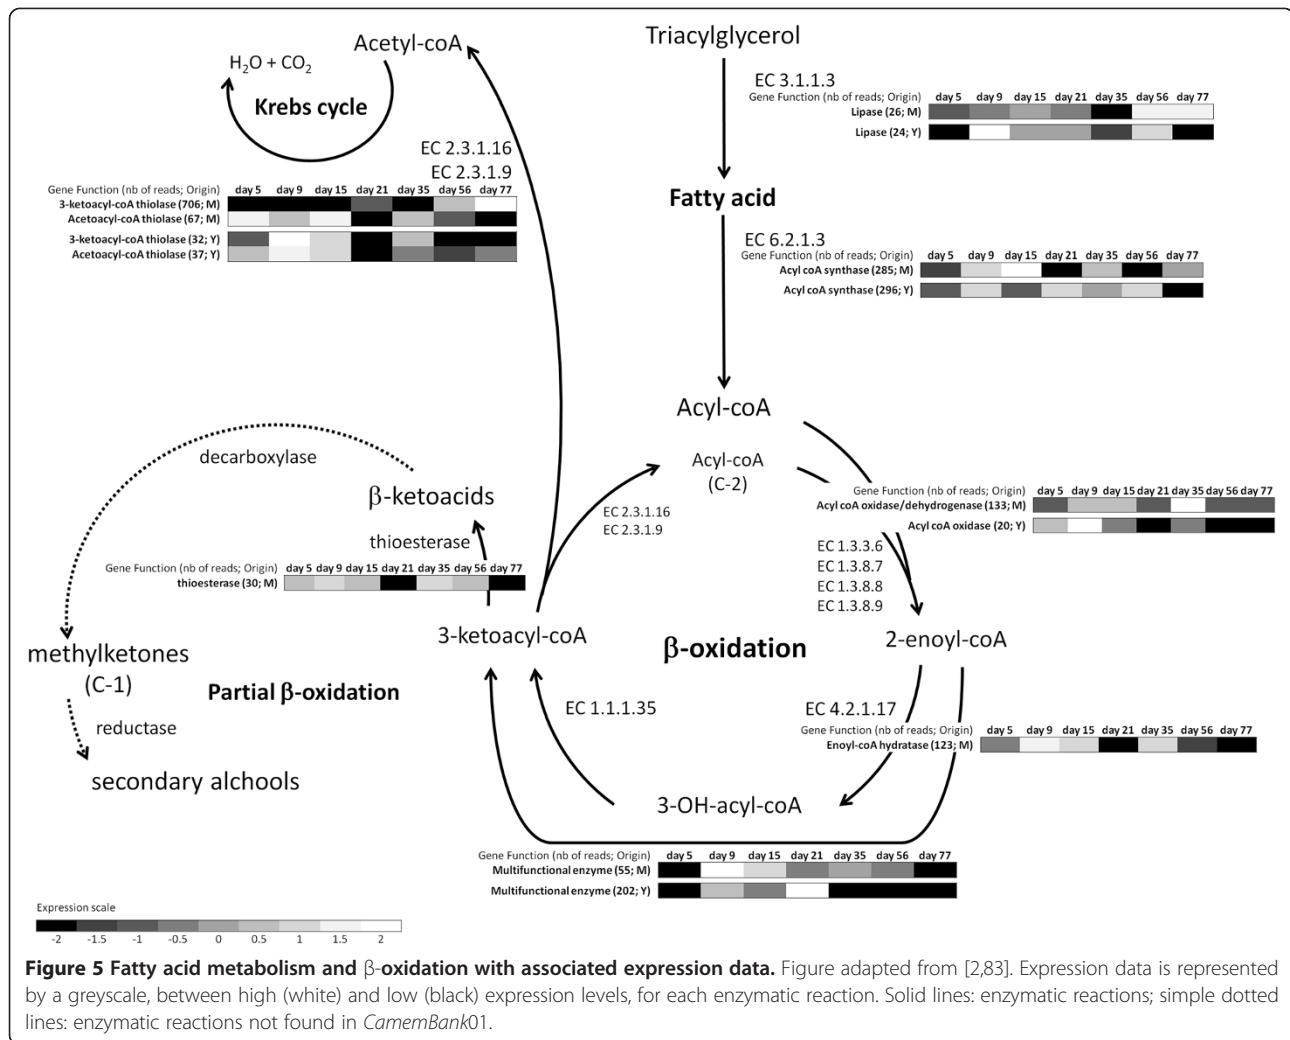 Acetyl-coA
H2O + CO2
Krebs cycle
EC 2.3.1.16
EC 2.3.1.9
Gene Function (nb of reads; Origin) day 5 day 9 day 15 day 21 day 35 day 56 day 77
3-ketoacyl-coA thiolase (706; M)
Acetoacyl-coA thiolase (67; M)
3-ketoacyl-coA thiolase (32; Y)
Acetoacyl-coA thiolase (37; Y)
Triacylglycerol
EC 3.1.1.3
Gene Function (nb of reads; Origin) day 5 day 9 day 15 day 21 day 35 day 56 day 77
Lipase (26; M)
Lipase (24; Y)
Fatty acid
EC 6.2.1.3
Gene Function (nb of reads; Origin) day 5 day 9 day 15 day 21 day 35 day 56 day 77
Acyl coA synthase (285; M)
Acyl coA synthase (296; Y)
Acyl-coA
Acyl-coA
(C-2)
decarboxylase
β-ketoacids
thioesterase
EC 2.3.1.16
EC 2.3.1.9
Gene Function (nb of reads; Origin) day 5 day 9 day 15 day 21 day 35 day 56 day 77
Acyl coA oxidase/dehydrogenase (133; M)
Acyl coA oxidase (20; Y)
EC 1.3.3.6
EC 1.3.8.7
EC 1.3.8.8
EC 1.3.8.9
Gene Function (nb of reads; Origin) day 5 day 9 day 15 day 21 day 35 day 56 day 77
thioesterase (30; M)
3-ketoacyl-coA
β-oxidation
2-enoyl-coA
methylketones
(C-1)
Partial β-oxidation
reductase
secondary alchools
EC 1.1.1.35
EC 4.2.1.17
Gene Function (nb of reads; Origin) day 5 day 9 day 15 day 21 day 35 day 56 day 77
Enoyl-coA hydratase (123; M)
3-OH-acyl-coA
Gene Function (nb of reads; Origin) day 5 day 9 day 15 day 21 day 35 day 56 day 77
Multifunctional enzyme (55; M)
Multifunctional enzyme (202; Y)
Expression scale
-2 -1.5 -1 -0.5 0 0.5 1 1.5 2
Figure 5 Fatty acid metabolism and β-oxidation with associated expression data. Figure adapted from [2,83]. Expression data is represented
by a greyscale, between high (white) and low (black) expression levels, for each enzymatic reaction. Solid lines: enzymatic reactions; simple dotted
lines: enzymatic reactions not found in CamemBank01.